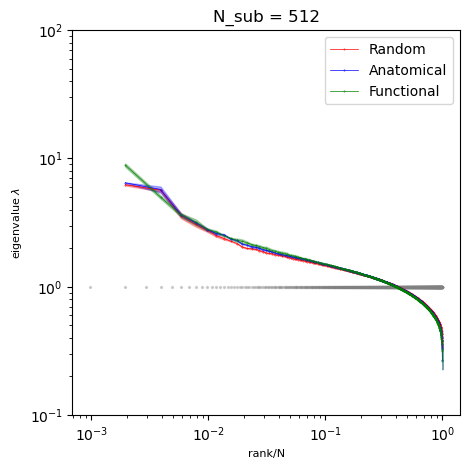 N_sub = 512
Random
Anatomical
Functional
eigenvalue λ
10²
10¹
10⁰
10⁻¹
10⁻³
10⁻²
10⁻¹
10⁰
rank/N